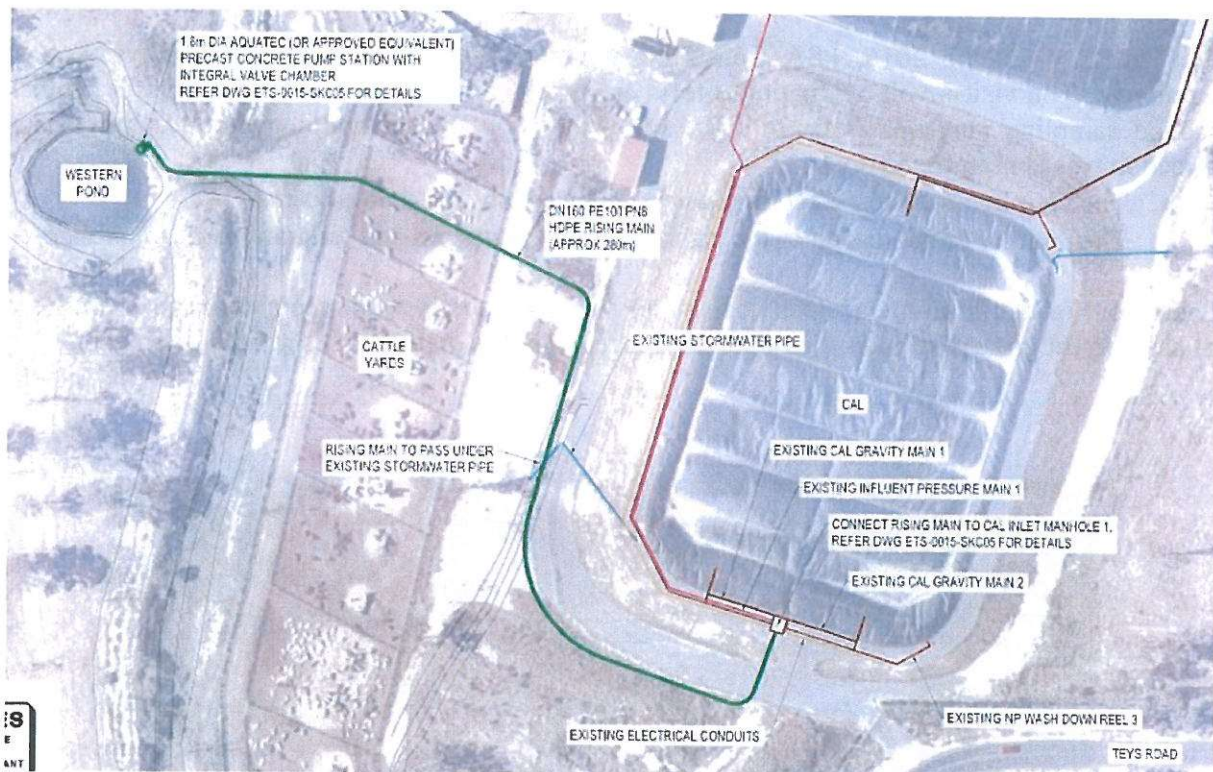 1.8m DIA AQUATEC (OR APPROVED EQUIVALENT)
PRECAST CONCRETE PUMP STATION WITH
INTEGRAL VALVE CHAMBER
REFER DWG ETS-0015-SKC05 FOR DETAILS
WESTERN
POND
DN160 PE100 PN8
HDPE RISING MAIN
(APPROX 280m)
EXISTING STORMWATER PIPE
CATTLE
YARDS
CAL
RISING MAIN TO PASS UNDER
EXISTING STORMWATER PIPE
EXISTING CAL GRAVITY MAIN 1
EXISTING INFLUENT PRESSURE MAIN 1
CONNECT RISING MAIN TO CAL INLET MANHOLE 1.
REFER DWG ETS-0015-SKC05 FOR DETAILS
EXISTING CAL GRAVITY MAIN 2
EXISTING NP WASH DOWN REEL 3
EXISTING ELECTRICAL CONDUITS
TEYS ROAD
ES
E
ANT